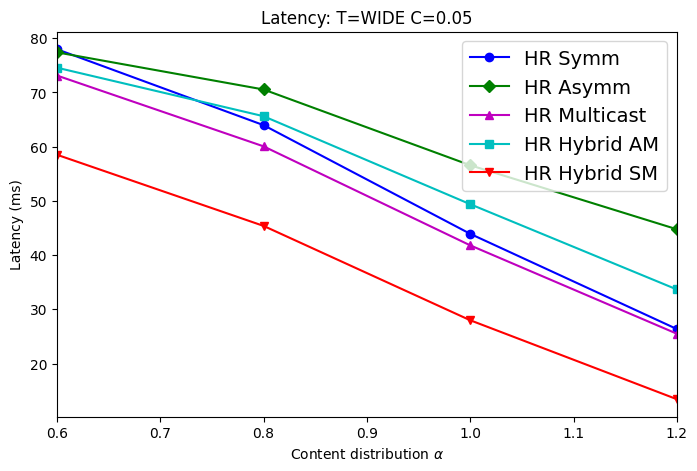 Latency: T=WIDE C=0.05
80
70
60
50
40
30
20
Latency (ms)
HR Symm
HR Asymm
HR Multicast
HR Hybrid AM
HR Hybrid SM
0.6 0.7 0.8 0.9 1.0 1.1 1.2
Content distribution α